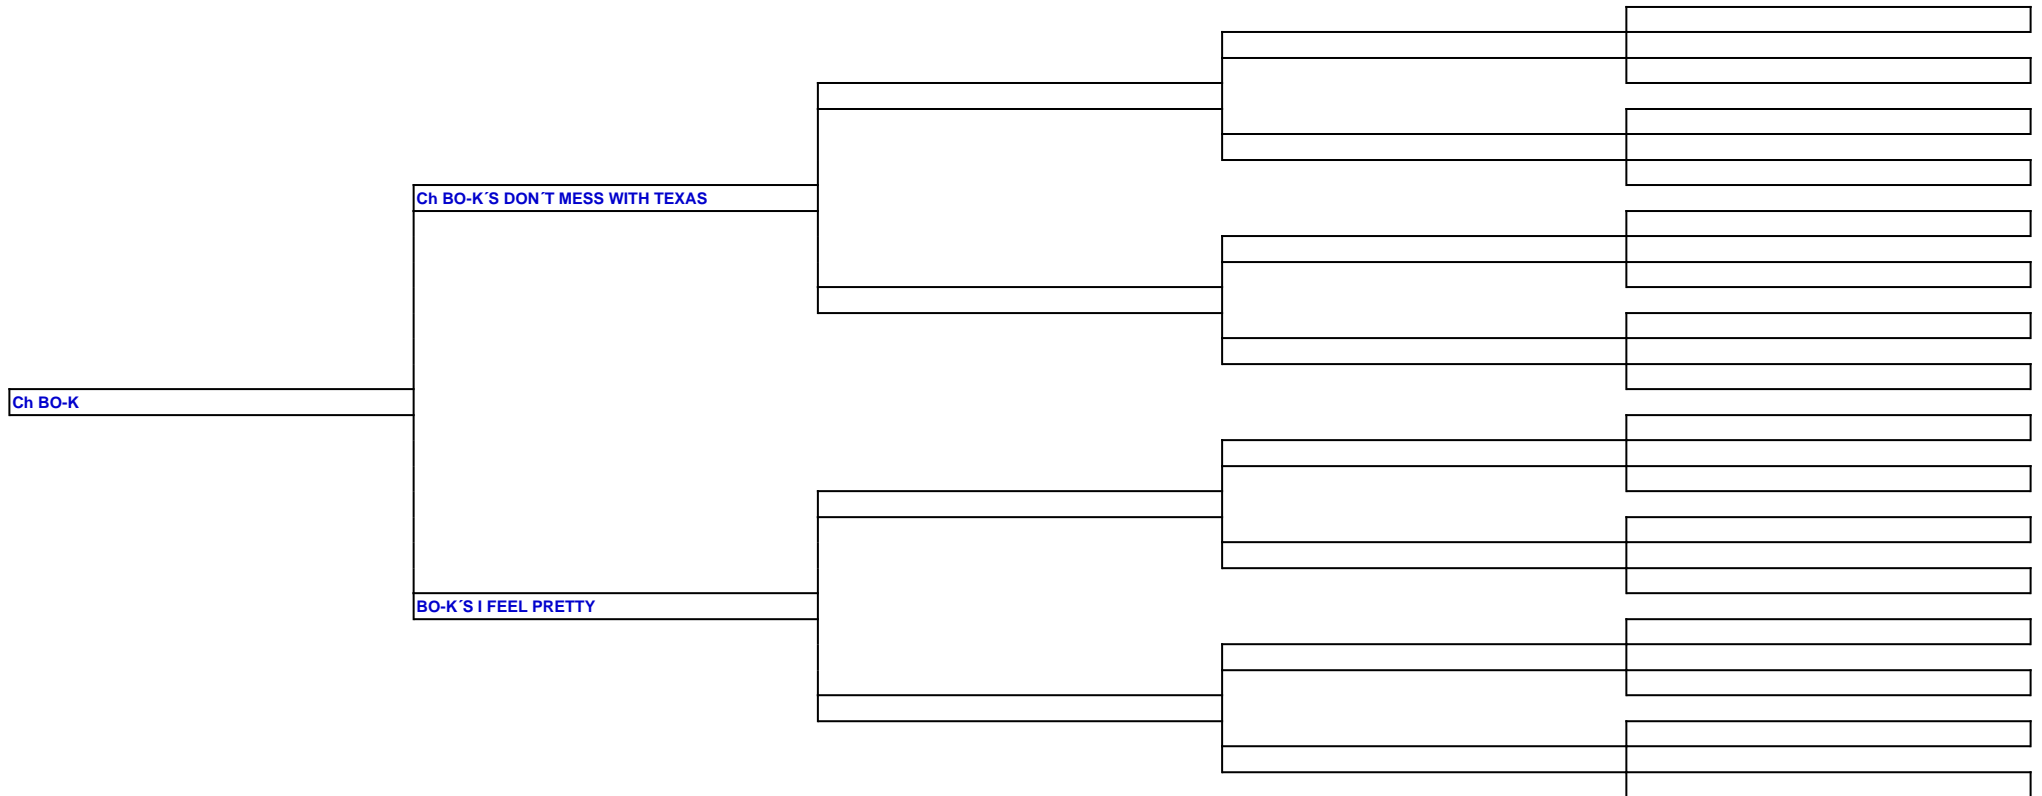 Ch BO-K´S DON´T MESS WITH TEXAS
Ch BO-K
BO-K´S I FEEL PRETTY